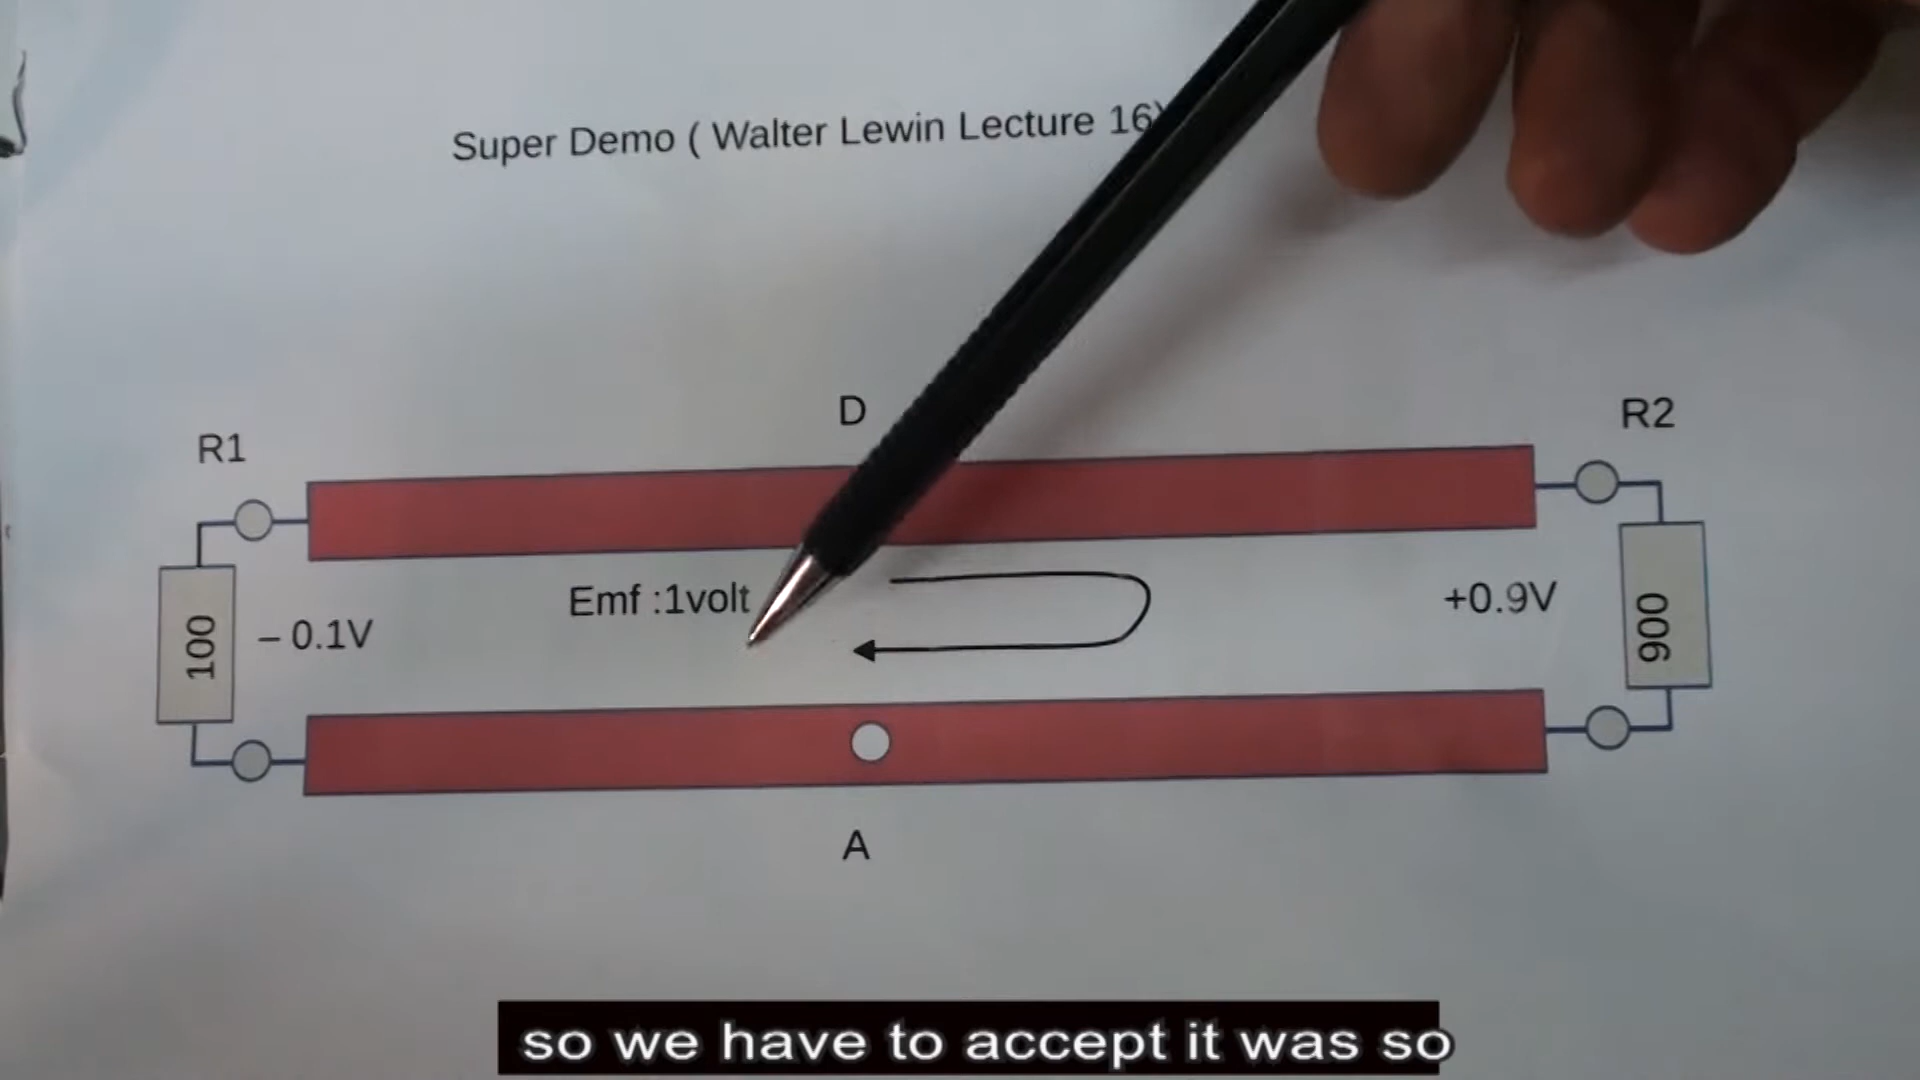 Super Demo ( Walter Lewin Lecture 16)
D
R1
R2
Emf :1volt
100
– 0.1V
+0.9V
900
A
so we have to accept it was so